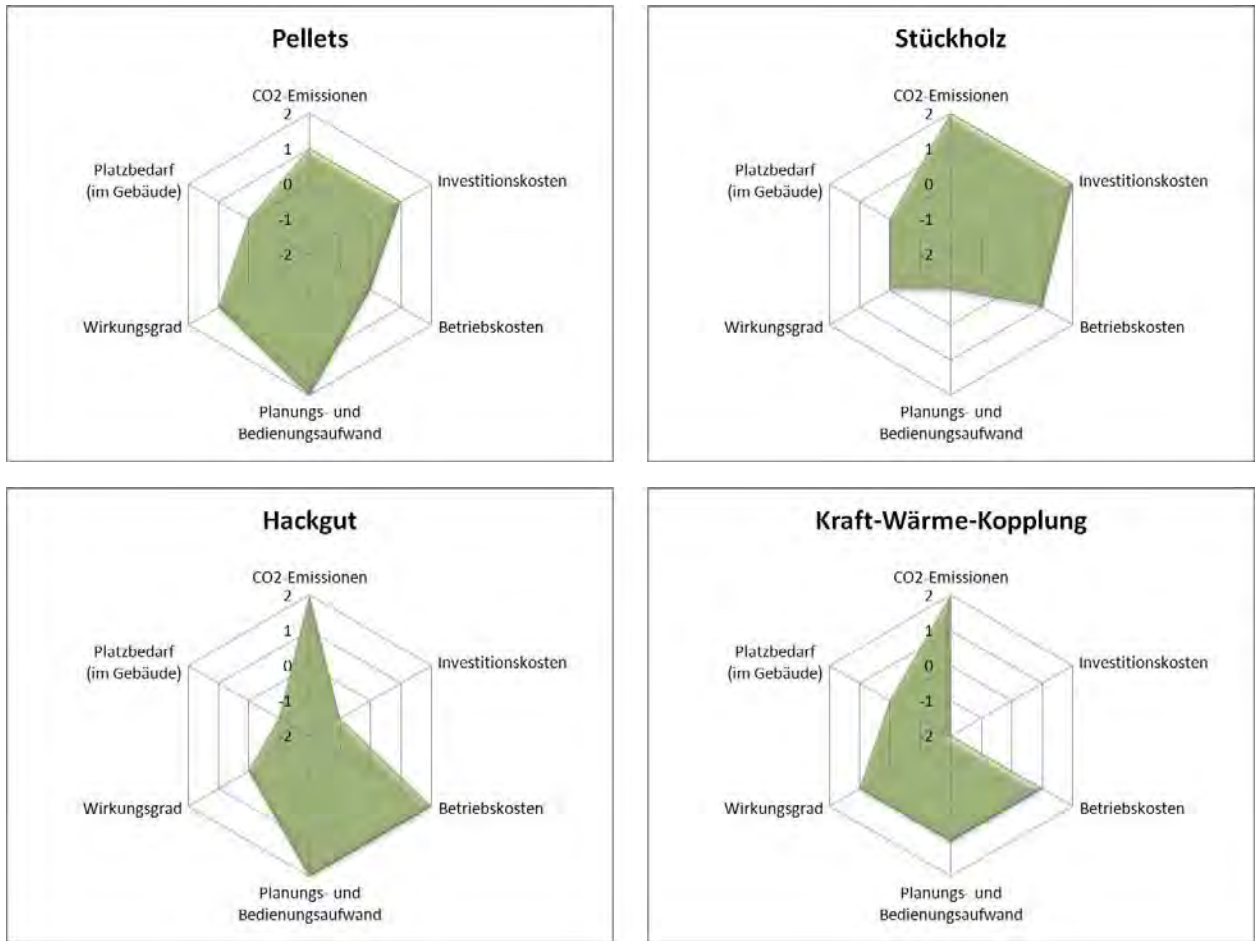 Pellets
CO2-Emissionen
2
1
0
-1
-2
Platzbedarf
(im Gebäude)
Investitionskosten
Wirkungsgrad
Betriebskosten
Planungs- und
Bedienungsaufwand
Stückholz
CO2-Emissionen
2
1
0
-1
-2
Platzbedarf
(im Gebäude)
Investitionskosten
Wirkungsgrad
Betriebskosten
Planungs- und
Bedienungsaufwand
Hackgut
CO2-Emissionen
2
1
0
-1
-2
Platzbedarf
(im Gebäude)
Investitionskosten
Wirkungsgrad
Betriebskosten
Planungs- und
Bedienungsaufwand
Kraft-Wärme-Kopplung
CO2-Emissionen
2
1
0
-1
-2
Platzbedarf
(im Gebäude)
Investitionskosten
Wirkungsgrad
Betriebskosten
Planungs- und
Bedienungsaufwand